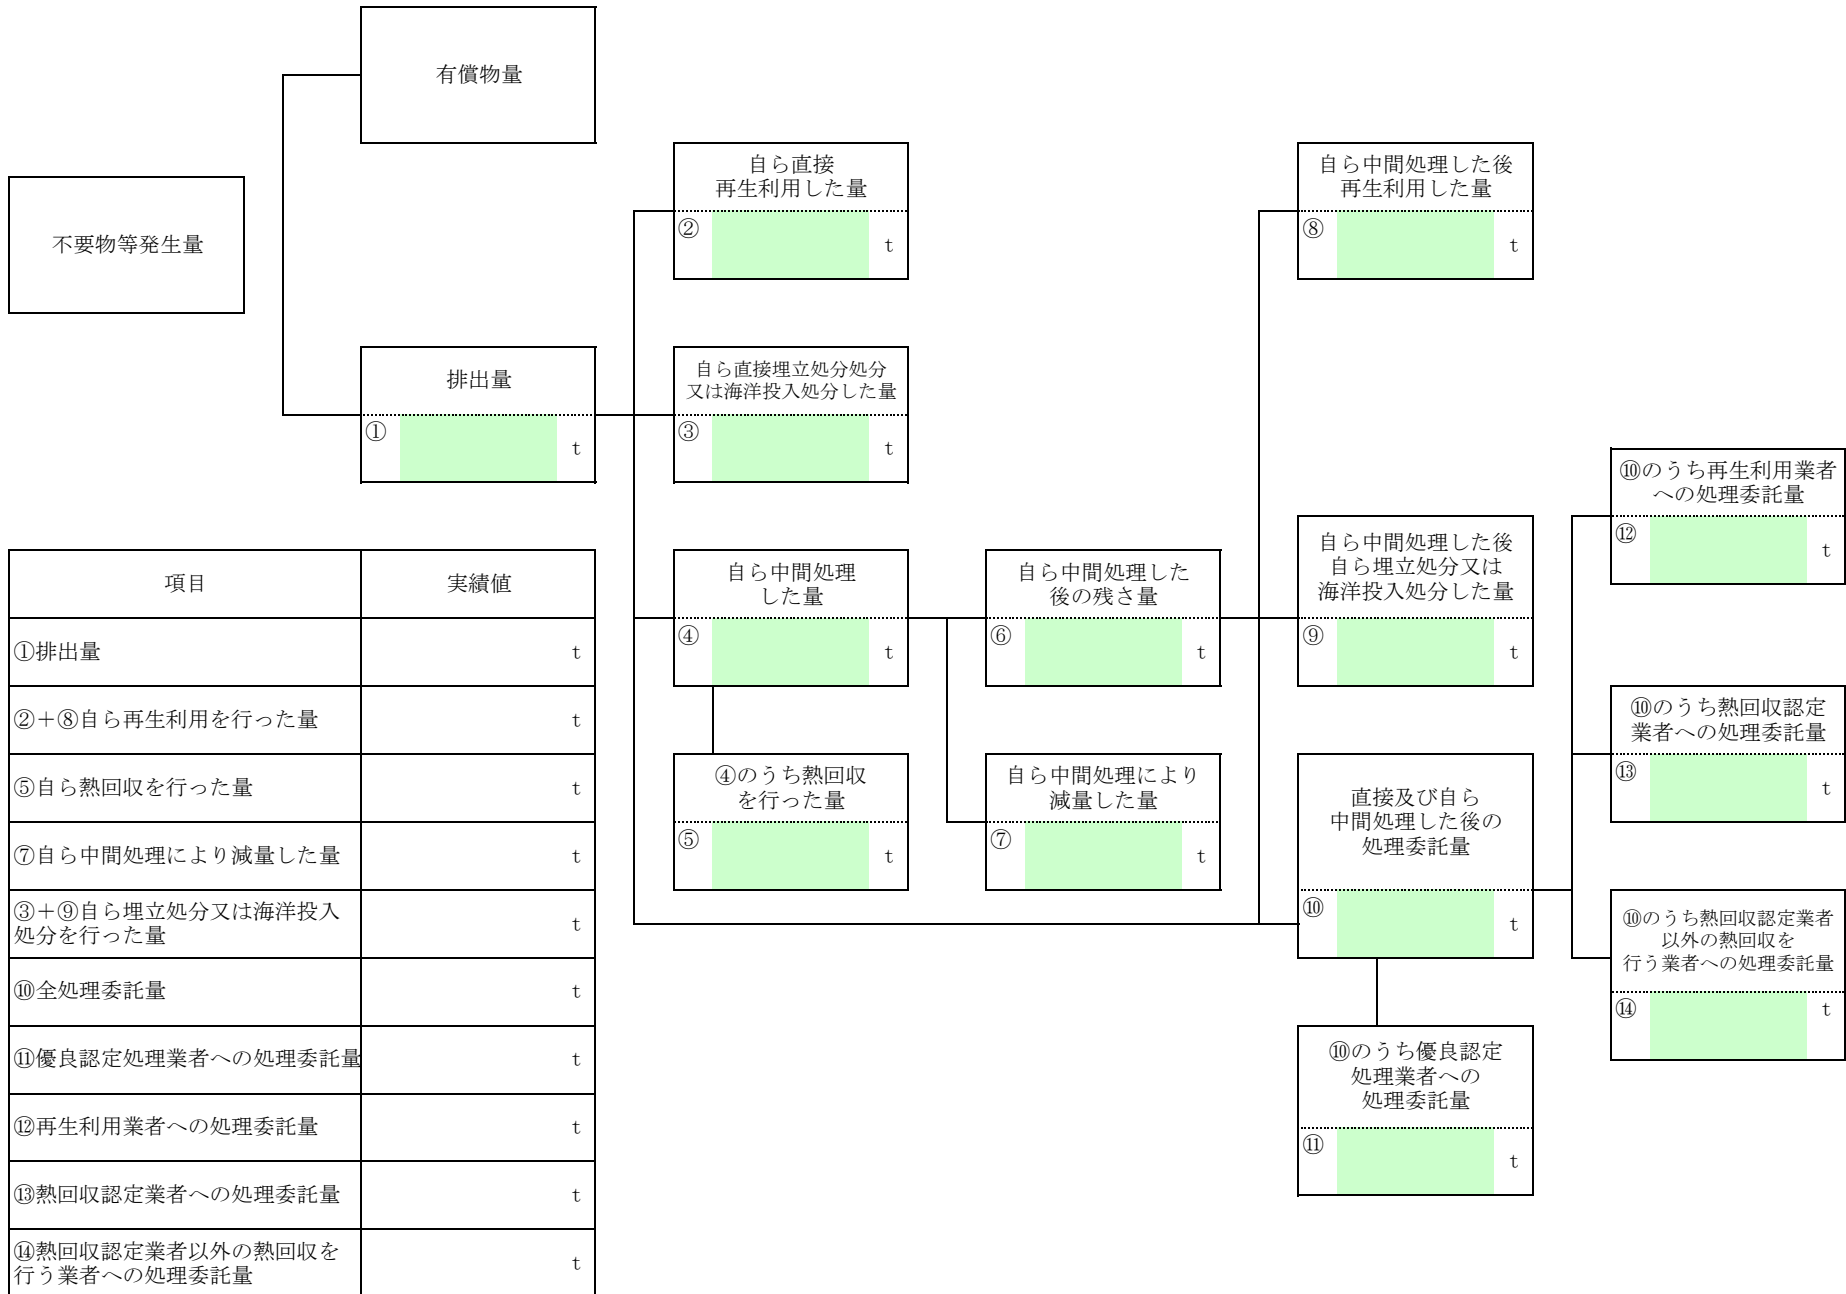 有償物量
不要物等発生量
排出量
①
t
自ら直接
再生利用した量
②
t
自ら直接埋立処分処分
又は海洋投入処分した量
③
t
自ら中間処理
した量
④
t
④のうち熱回収
を行った量
⑤
t
自ら中間処理した
後の残さ量
⑥
t
自ら中間処理により
減量した量
⑦
t
自ら中間処理した後
再生利用した量
⑧
t
自ら中間処理した後
自ら埋立処分又は
海洋投入処分した量
⑨
t
直接及び自ら
中間処理した後の
処理委託量
⑩
t
⑩のうち優良認定
処理業者への
処理委託量
⑪
t
⑩のうち再生利用業者
への処理委託量
⑫
t
⑩のうち熱回収認定
業者への処理委託量
⑬
t
⑩のうち熱回収認定業者
以外の熱回収を
行う業者への処理委託量
⑭
t
項目 実績値
①排出量 t
②＋⑧自ら再生利用を行った量 t
⑤自ら熱回収を行った量 t
⑦自ら中間処理により減量した量 t
③＋⑨自ら埋立処分又は海洋投入
処分を行った量 t
⑩全処理委託量 t
⑪優良認定処理業者への処理委託量 t
⑫再生利用業者への処理委託量 t
⑬熱回収認定業者への処理委託量 t
⑭熱回収認定業者以外の熱回収を
行う業者への処理委託量 t